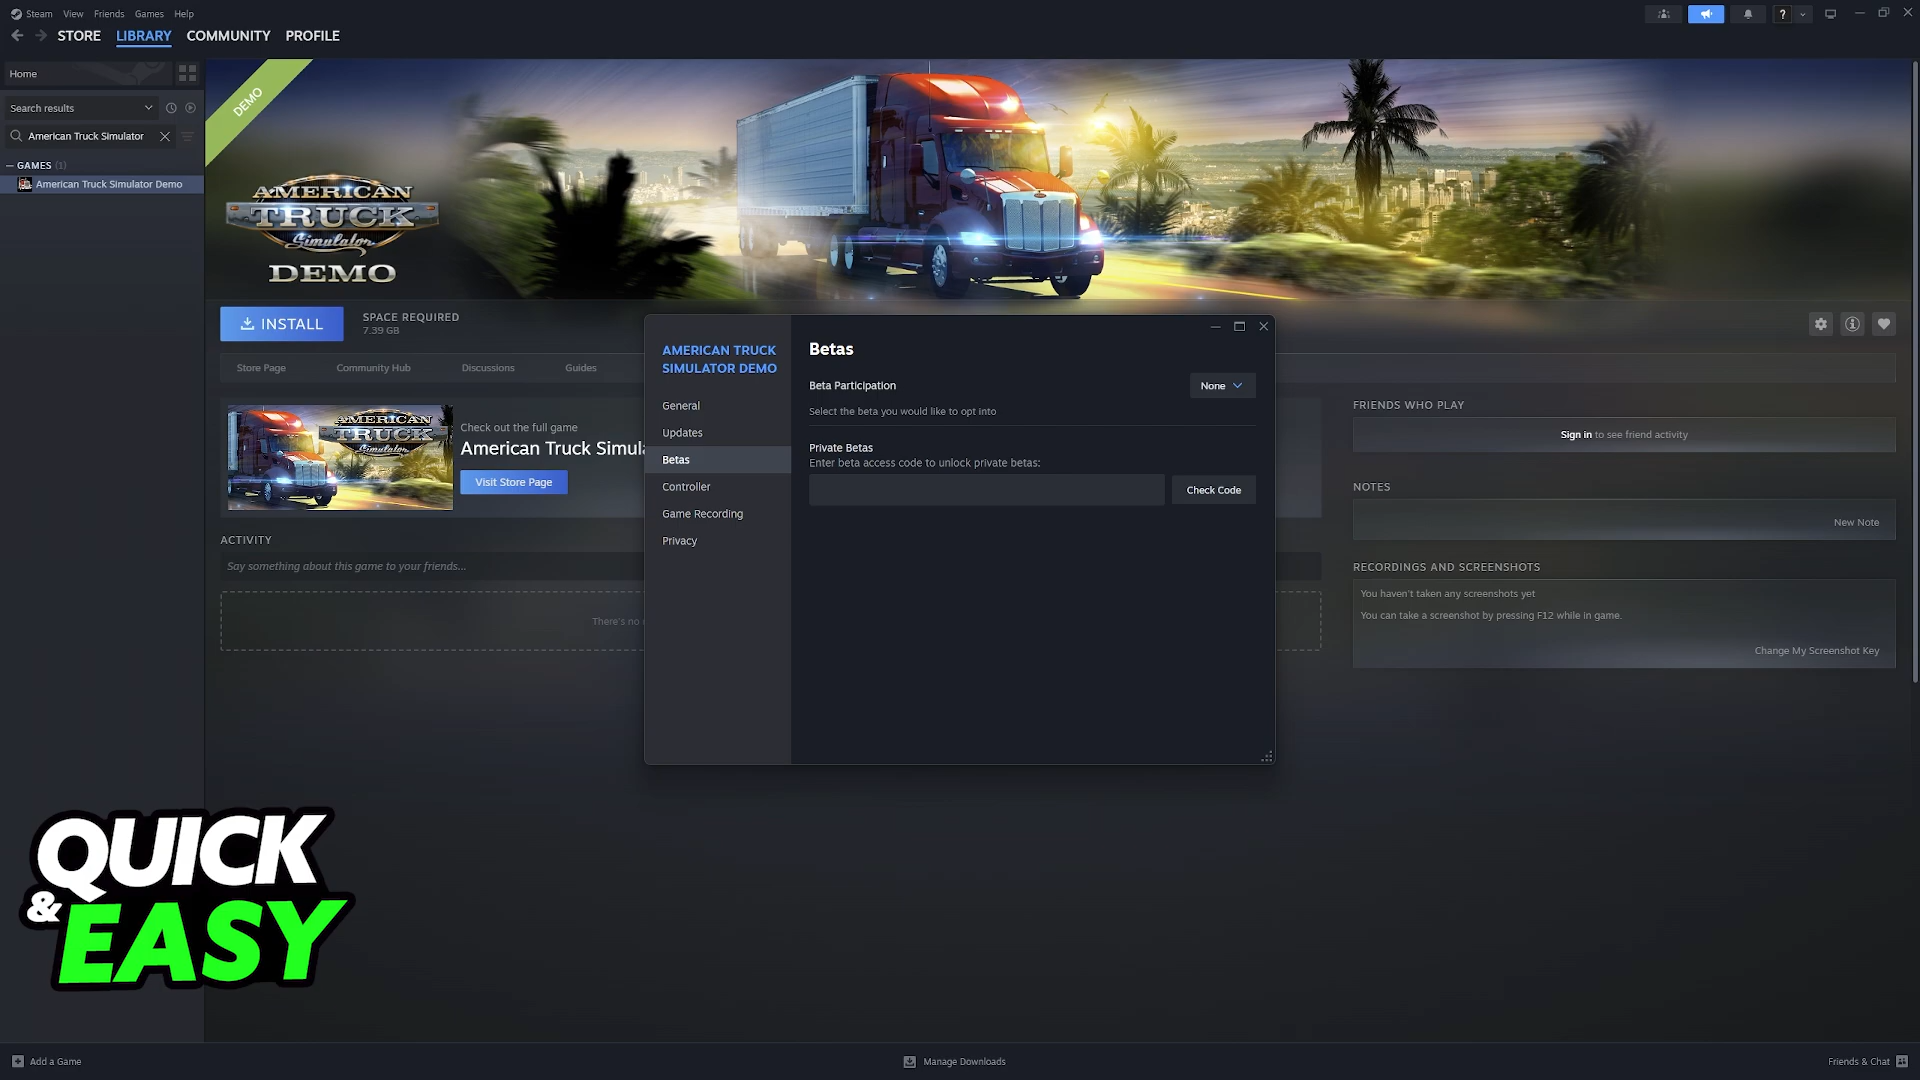 Steam View Friends Games Help
STORE LIBRARY COMMUNITY PROFILE
?
Home
Search results
American Truck Simulator
— GAMES (1)
American Truck Simulator Demo
DEMO
AMERICAN
TRUCK
Simulator
DEMO
INSTALL
SPACE REQUIRED
7.39 GB
Store Page Community Hub Discussions Guides
AMERICAN
TRUCK
Simulator
Check out the full game
American Truck Simula
Visit Store Page
ACTIVITY
Say something about this game to your friends...
There's no
AMERICAN TRUCK
SIMULATOR DEMO
General
Updates
Betas
Controller
Game Recording
Privacy
Betas
Beta Participation
None
Select the beta you would like to opt into
Private Betas
Enter beta access code to unlock private betas:
Check Code
FRIENDS WHO PLAY
Sign in to see friend activity
NOTES
New Note
RECORDINGS AND SCREENSHOTS
You haven't taken any screenshots yet
You can take a screenshot by pressing F12 while in game.
Change My Screenshot Key
QUICK
& EASY
Add a Game
Manage Downloads
Friends & Chat